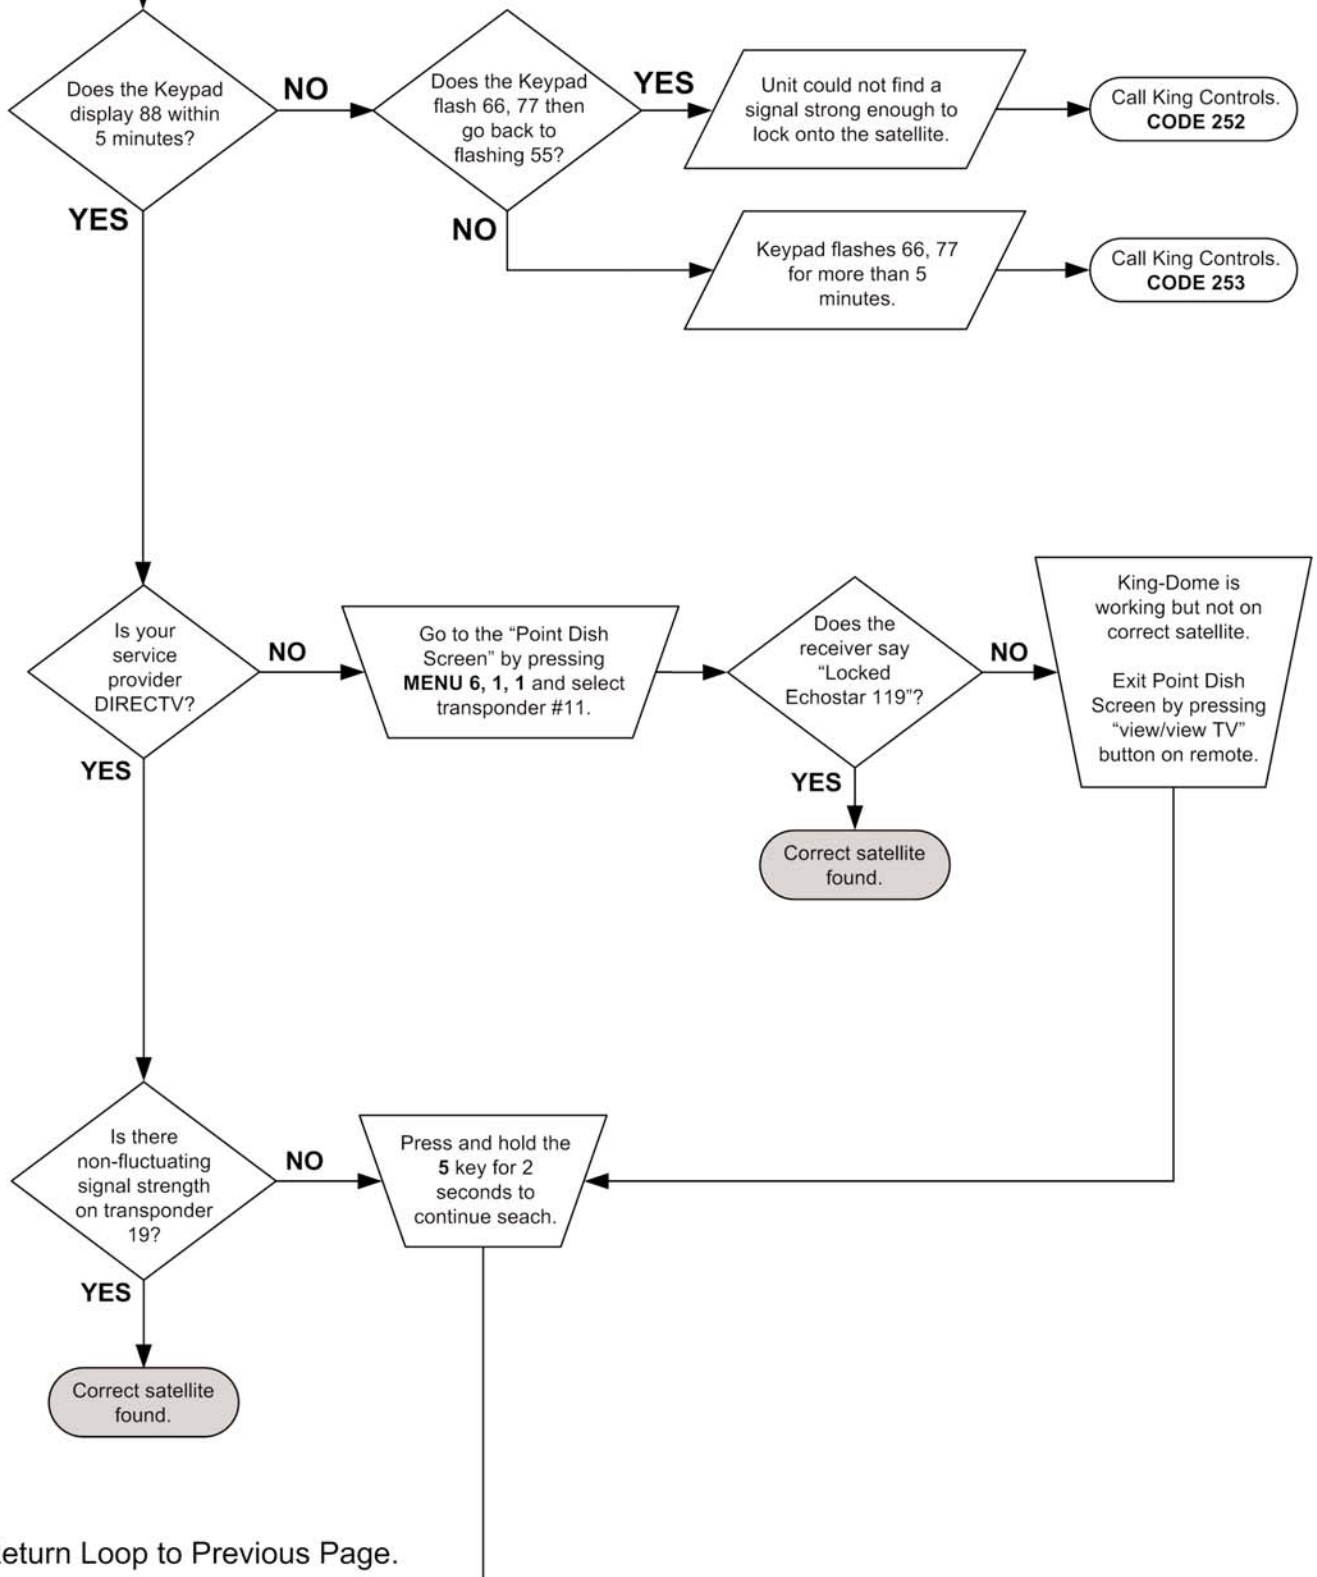 Does the Keypad
display 88 within
5 minutes?
NO
YES
Does the Keypad
flash 66, 77 then
go back to
flashing 55?
YES
NO
Unit could not find a
signal strong enough to
lock onto the satellite.
Call King Controls.
CODE 252
Keypad flashes 66, 77
for more than 5
minutes.
Call King Controls.
CODE 253
Is your
service
provider
DIRECTV?
NO
YES
Go to the “Point Dish
Screen” by pressing
MENU 6, 1, 1 and select
transponder #11.
Does the
receiver say
“Locked
Echostar 119”?
NO
YES
King-Dome is
working but not on
correct satellite.
Exit Point Dish
Screen by pressing
“view/view TV”
button on remote.
Correct satellite
found.
Is there
non-fluctuating
signal strength
on transponder
19?
NO
YES
Press and hold the
5 key for 2
seconds to
continue seach.
Correct satellite
found.
eturn Loop to Previous Page.